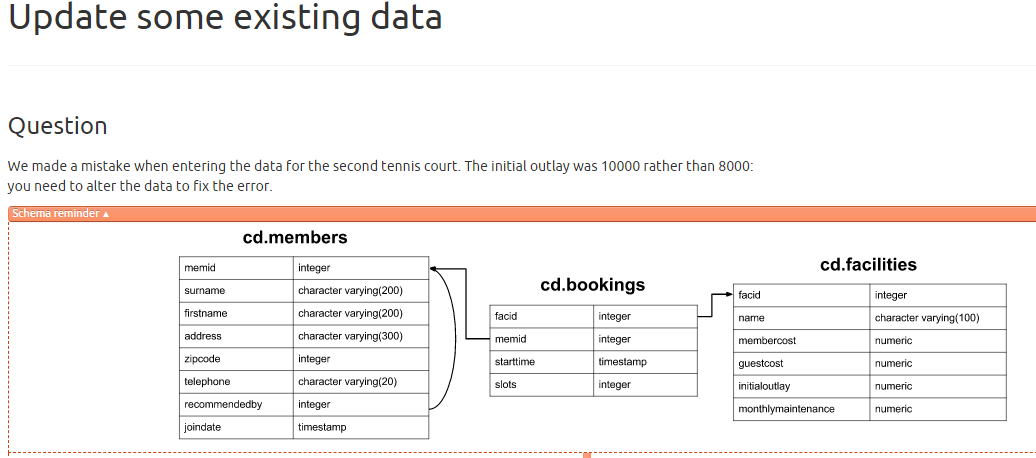 Update some existing data
Question
We made a mistake when entering the data for the second tennis court. The initial outlay was 10000 rather than 8000:
you need to alter the data to fix the error.
Schema reminder ▲
cd.members
memid integer
surname character varying(200)
firstname character varying(200)
address character varying(300)
zipcode integer
telephone character varying(20)
recommendedby integer
joindate timestamp
cd.bookings
facid integer
memid integer
starttime timestamp
slots integer
cd.facilities
facid integer
name character varying(100)
membercost numeric
guestcost numeric
initialoutlay numeric
monthlymaintenance numeric